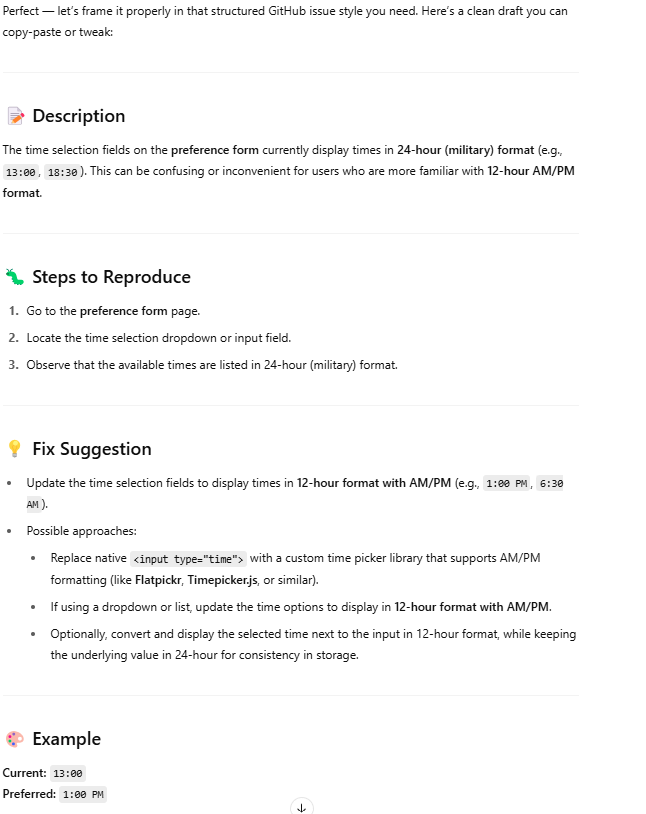 Perfect — let's frame it properly in that structured GitHub issue style you need. Here's a clean draft you can
copy-paste or tweak:
Description
The time selection fields on the preference form currently display times in 24-hour (military) format (e.g.,
13:00, 18:30). This can be confusing or inconvenient for users who are more familiar with 12-hour AM/PM
format.
Steps to Reproduce
1. Go to the preference form page.
2. Locate the time selection dropdown or input field.
3. Observe that the available times are listed in 24-hour (military) format.
Fix Suggestion
• Update the time selection fields to display times in 12-hour format with AM/PM (e.g., 1:00 PM, 6:30
AM).
• Possible approaches:
• Replace native <input type="time"> with a custom time picker library that supports AM/PM
formatting (like Flatpickr, Timepicker.js, or similar).
• If using a dropdown or list, update the time options to display in 12-hour format with AM/PM.
• Optionally, convert and display the selected time next to the input in 12-hour format, while keeping
the underlying value in 24-hour for consistency in storage.
Example
Current: 13:00
Preferred: 1:00 PM